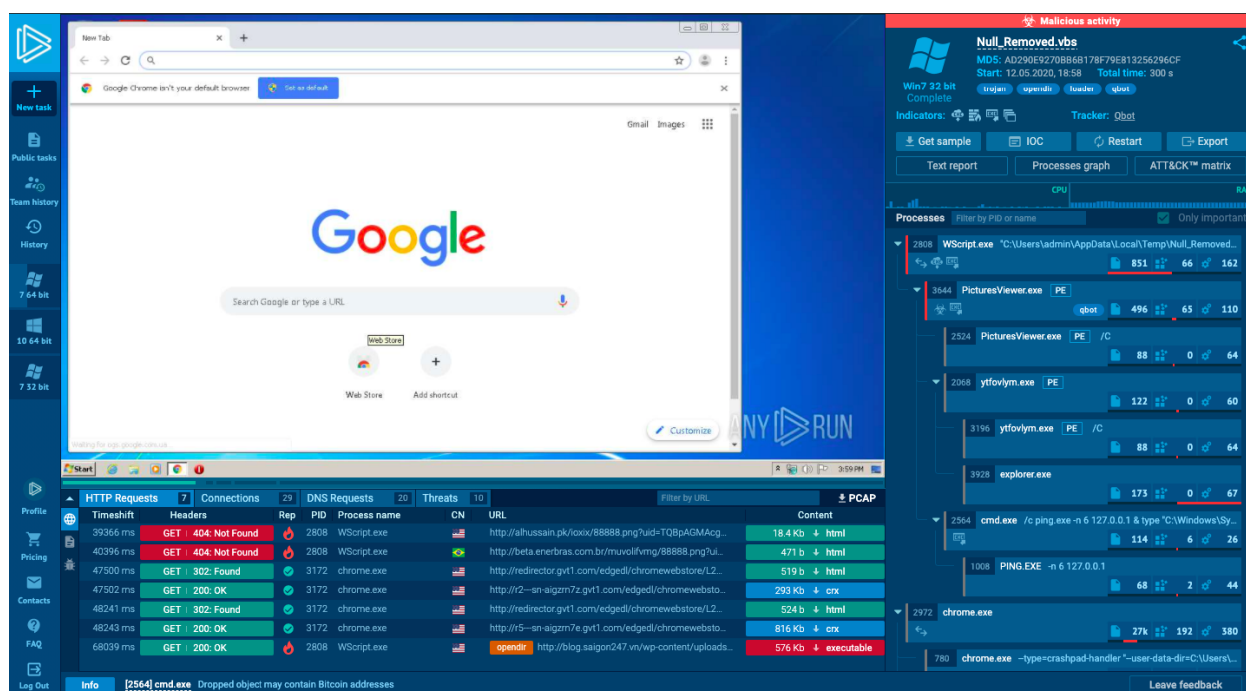 New task
Public tasks
Team history
History
7 64 bit
10 64 bit
7 32 bit
Profile
Pricing
Contacts
FAQ
Log Out
New Tab
Google Chrome isn't your default browser
Set as default
Gmail Images
Google
Search Google or type a URL
Web Store
Web Store Add shortcut
Customize
ANY RUN
Start
3:59 PM
HTTP Requests 7 Connections 29 DNS Requests 20 Threats 10 Filter by URL PCAP
Timeshift Headers Rep PID Process name CN URL Content
39366 ms GET 404: Not Found 2808 WScript.exe http://alhussain.pk/ioxix/88888.png?uid=TQBpAGMAcg... 18.4 Kb html
40396 ms GET 404: Not Found 2808 WScript.exe http://beta.enerbras.com.br/muvolifvmg/88888.png?ui... 471 b html
47500 ms GET 302: Found 3172 chrome.exe http://redirector.gvt1.com/edgedl/chromewebstore/L2... 519 b html
47502 ms GET 200: OK 3172 chrome.exe http://r2---sn-aigzrn7z.gvt1.com/edgedl/chromewebsto... 293 Kb crx
48241 ms GET 302: Found 3172 chrome.exe http://redirector.gvt1.com/edgedl/chromewebstore/L2... 524 b html
48243 ms GET 200: OK 3172 chrome.exe http://r5---sn-aigzrn7e.gvt1.com/edgedl/chromewebsto... 816 Kb crx
68039 ms GET 200: OK 2808 WScript.exe opendir http://blog.saigon247.vn/wp-content/uploads... 576 Kb executable
Info [2564] cmd.exe Dropped object may contain Bitcoin addresses
Malicious activity
Null_Removed.vbs
MD5: AD290E9270BB6B178F79E813256296CF
Start: 12.05.2020, 18:58 Total time: 300 s
Win7 32 bit
Complete
trojan opendir loader qbot
Indicators: Tracker: Qbot
Get sample IOC Restart Export
Text report Processes graph ATT&CK™ matrix
CPU RA
Processes Filter by PID or name Only important
2808 WScript.exe "C:\Users\admin\AppData\Local\Temp\Null_Removed...
851 66 162
3644 PicturesViewer.exe PE
qbot 496 65 110
2524 PicturesViewer.exe PE /C
88 0 64
2068 ytfovlym.exe PE
122 0 60
3196 ytfovlym.exe PE /C
88 0 64
3928 explorer.exe
173 0 67
2564 cmd.exe /c ping.exe -n 6 127.0.0.1 & type "C:\Windows\Sy...
114 6 26
1008 PING.EXE -n 6 127.0.0.1
68 2 44
2972 chrome.exe
27k 192 380
780 chrome.exe --type=crashpad-handler "--user-data-dir=C:\Users\...
Leave feedback